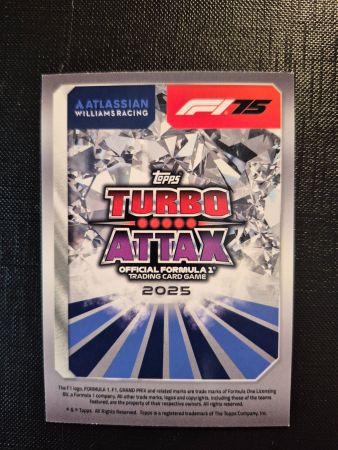 ATLASSIAN
WILLIAMS RACING
F1 75
Topps
TURBO
ATTAX
OFFICIAL FORMULA 1®
TRADING CARD GAME
2025
The F1 logo, FORMULA 1, F1, GRAND PRIX and related marks are trade marks of Formula One Licensing
BV, a Formula 1 company. All other marks, logos and copyrights, including those of the teams
featured, are the property of their respective owners. All rights reserved.
® & © Topps. All Rights Reserved. Topps is a registered trademark of The Topps Company, Inc.